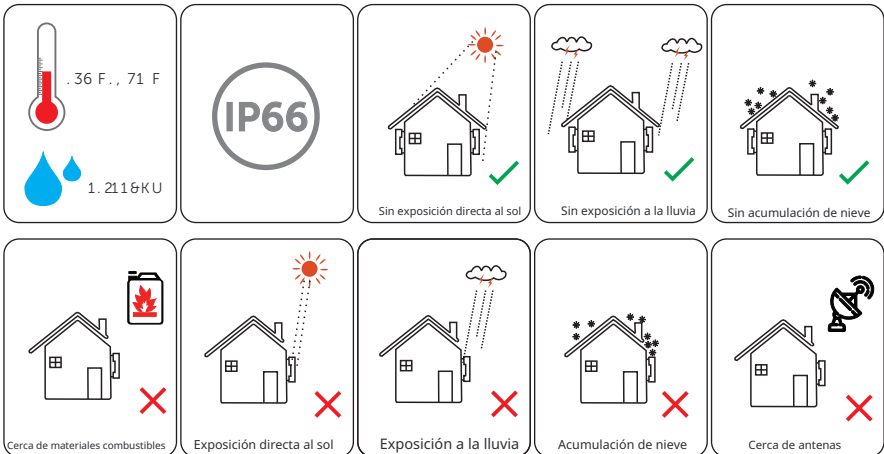 . 36 F . , 71 F
1. 211&KU
IP66
Sin exposición directa al sol
Sin exposición a la lluvia
Sin acumulación de nieve
Cerca de materiales combustibles
Exposición directa al sol
Exposición a la lluvia
Acumulación de nieve
Cerca de antenas